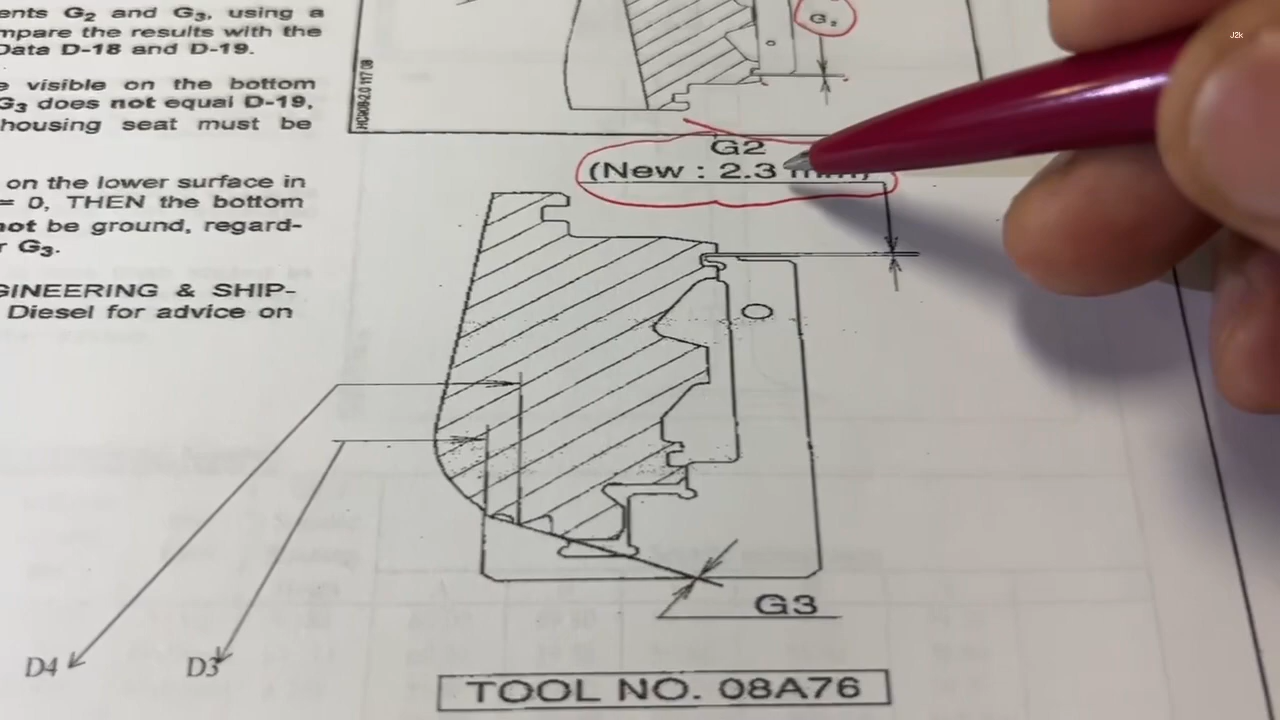 ents G2 and G3, using a
mpare the results with the
Data D-18 and D-19.
visible on the bottom
G3 does not equal D-19,
housing seat must be
on the lower surface in
= 0, THEN the bottom
not be ground, regard-
r G3.
GINEERING & SHIP-
Diesel for advice on
G2
(New : 2.3 mm)
G3
D4
D3
TOOL NO. 08A76
J2k